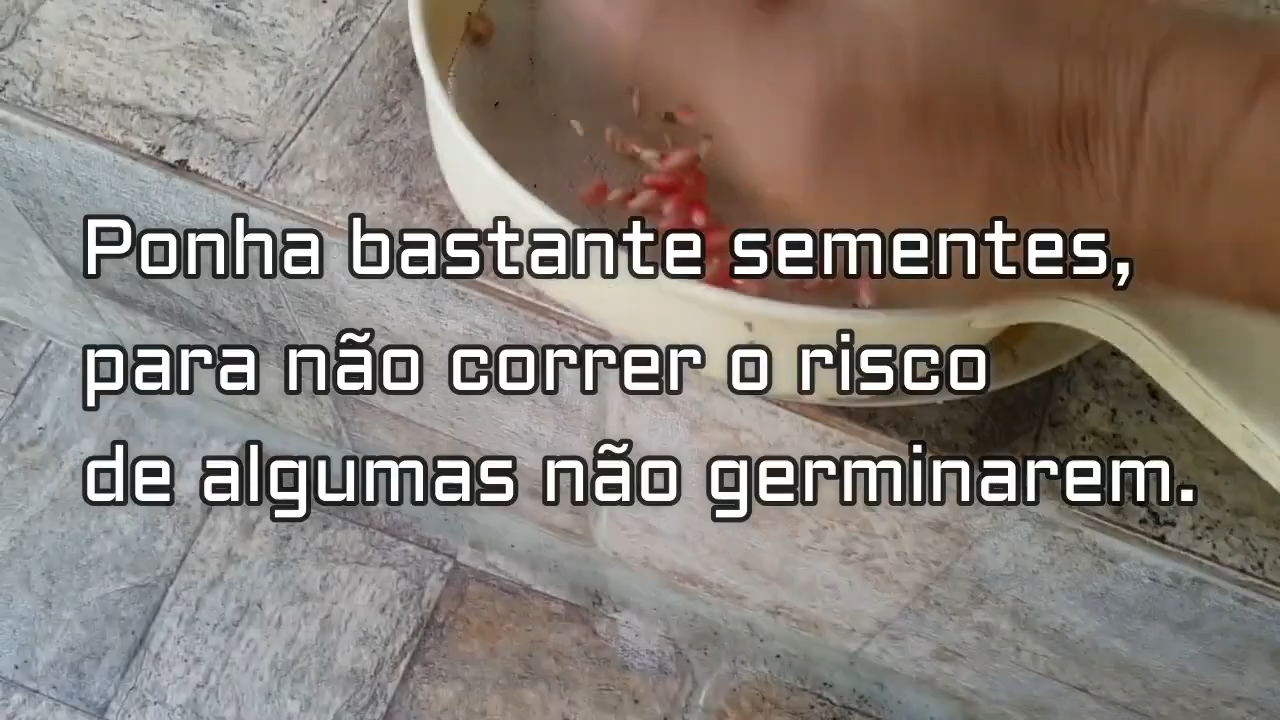 Ponha bastante sementes,
para não correr o risco
de algumas não germinarem.